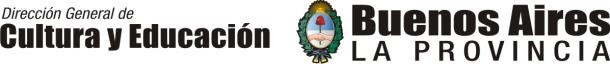 Dirección General de
Cultura y Educación
Buenos Aires
LA PROVINCIA